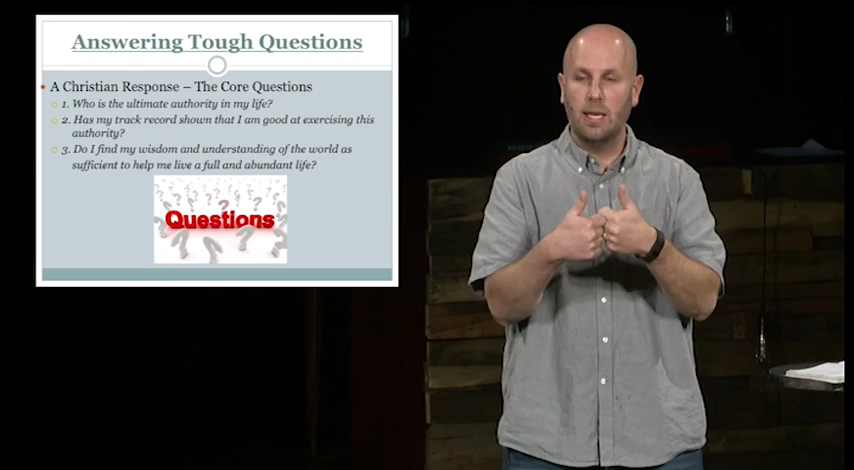 Answering Tough Questions
A Christian Response – The Core Questions
1. Who is the ultimate authority in my life?
2. Has my track record shown that I am good at exercising this
authority?
3. Do I find my wisdom and understanding of the world as
sufficient to help me live a full and abundant life?
Questions